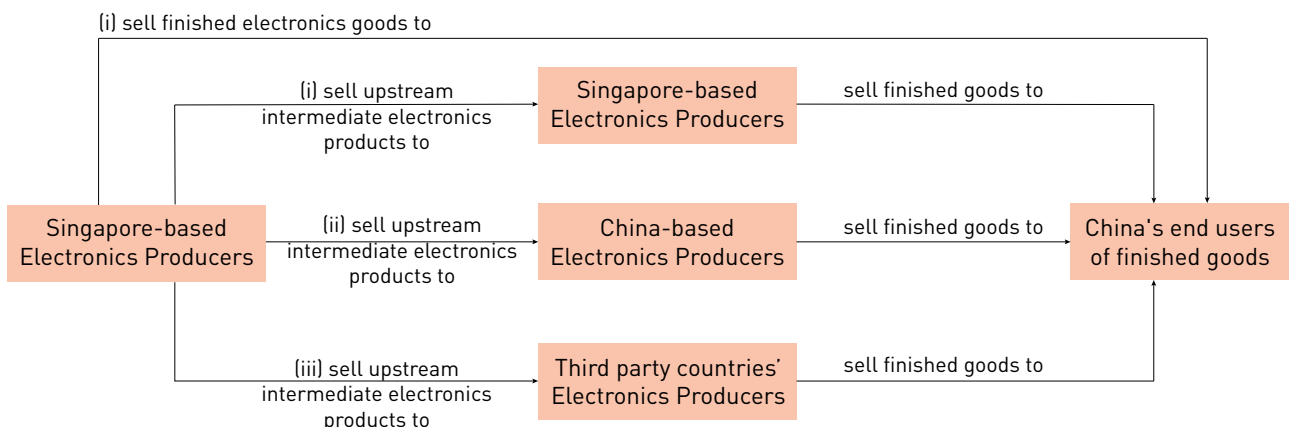 (i) sell finished electronics goods to
(i) sell upstream
intermediate electronics
products to
Singapore-based
Electronics Producers
sell finished goods to
Singapore-based
Electronics Producers
(ii) sell upstream
intermediate electronics
products to
China-based
Electronics Producers
sell finished goods to
China's end users
of finished goods
(iii) sell upstream
intermediate electronics
products to
Third party countries’
Electronics Producers
sell finished goods to